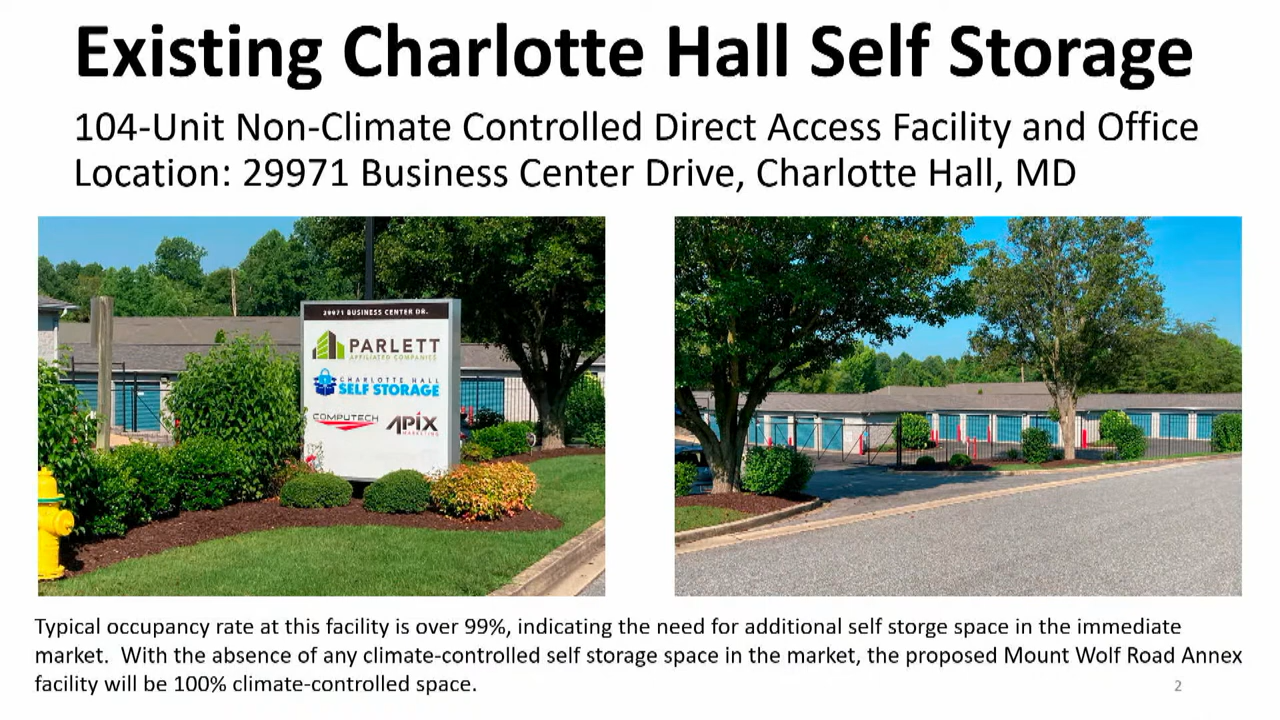 Existing Charlotte Hall Self Storage
104-Unit Non-Climate Controlled Direct Access Facility and Office
Location: 29971 Business Center Drive, Charlotte Hall, MD
29971 BUSINESS CENTER DR.
PARLETT
AFFILIATED COMPANIES
CHARLOTTE HALL
SELF STORAGE
COMPUTECH
APIX
MARKETING
Typical occupancy rate at this facility is over 99%, indicating the need for additional self storge space in the immediate
market.  With the absence of any climate-controlled self storage space in the market, the proposed Mount Wolf Road Annex
facility will be 100% climate-controlled space.
2